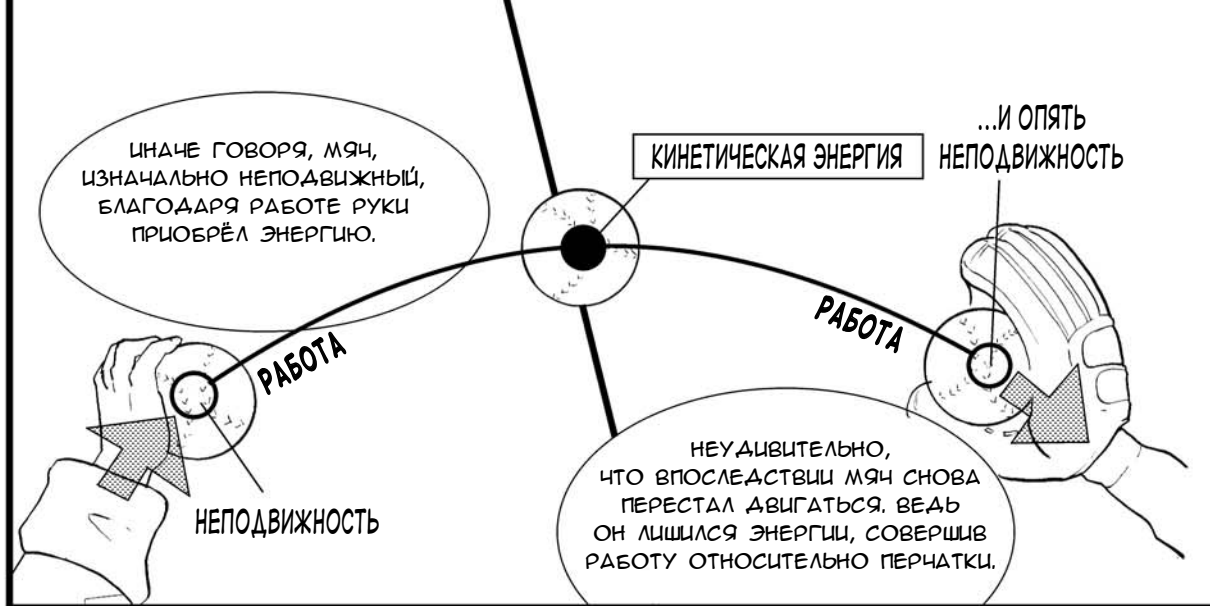 ИНАЧЕ ГОВОРЯ, МЯЧ,
ИЗНАЧАЛЬНО НЕПОДВИЖНЫЙ,
БЛАГОДАРЯ РАБОТЕ РУКИ
ПРИОБРЁЛ ЭНЕРГИЮ.
КИНЕТИЧЕСКАЯ ЭНЕРГИЯ
...И ОПЯТЬ
НЕПОДВИЖНОСТЬ
РАБОТА
РАБОТА
НЕПОДВИЖНОСТЬ
НЕУДИВИТЕЛЬНО,
ЧТО ВПОСЛЕДСТВИИ МЯЧ СНОВА
ПЕРЕСТАЛ ДВИГАТЬСЯ. ВЕДЬ
ОН ЛИШИЛСЯ ЭНЕРГИИ, СОВЕРШИВ
РАБОТУ ОТНОСИТЕЛЬНО ПЕРЧАТКИ.